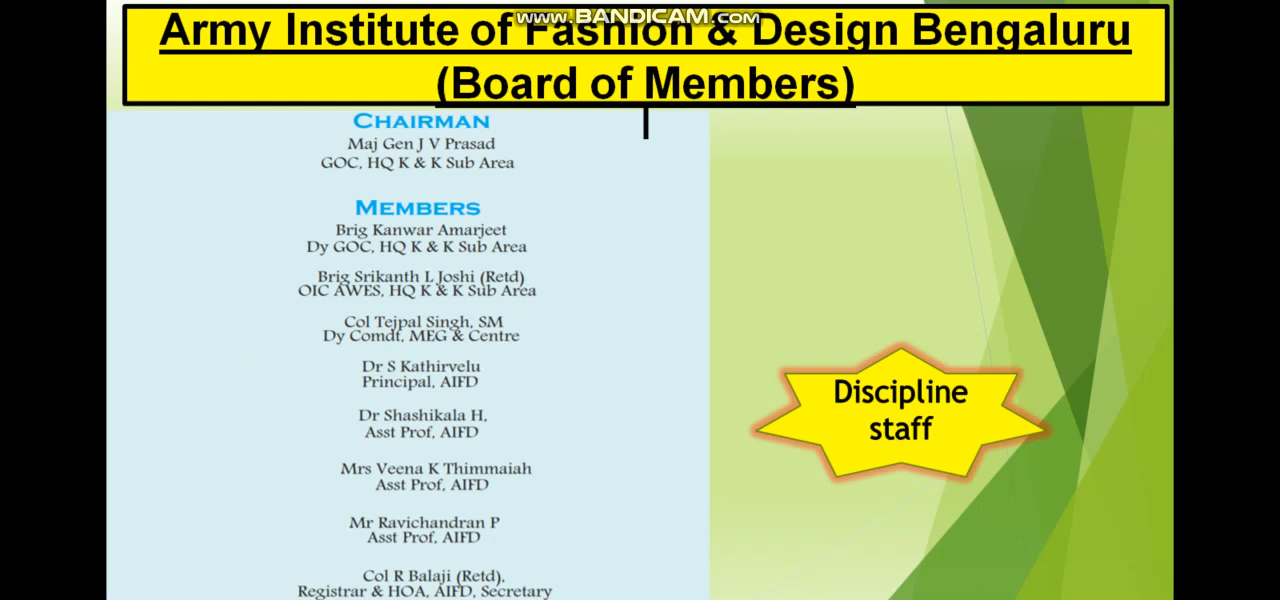 www.BANDICAM.com
Army Institute of Fashion & Design Bengaluru
(Board of Members)
CHAIRMAN
Maj Gen J V Prasad
GOC, HQ K & K Sub Area
MEMBERS
Brig Kanwar Amarjeet
Dy GOC, HQ K & K Sub Area
Brig Srikanth L Joshi (Retd)
OIC AWES, HQ K & K Sub Area
Col Tejpal Singh, SM
Dy Comdt, MEG & Centre
Dr S Kathirvelu
Principal, AIFD
Dr Shashikala H,
Asst Prof, AIFD
Mrs Veena K Thimmaiah
Asst Prof, AIFD
Mr Ravichandran P
Asst Prof, AIFD
Col R Balaji (Retd),
Registrar & HOA, AIFD, Secretary
Discipline
staff